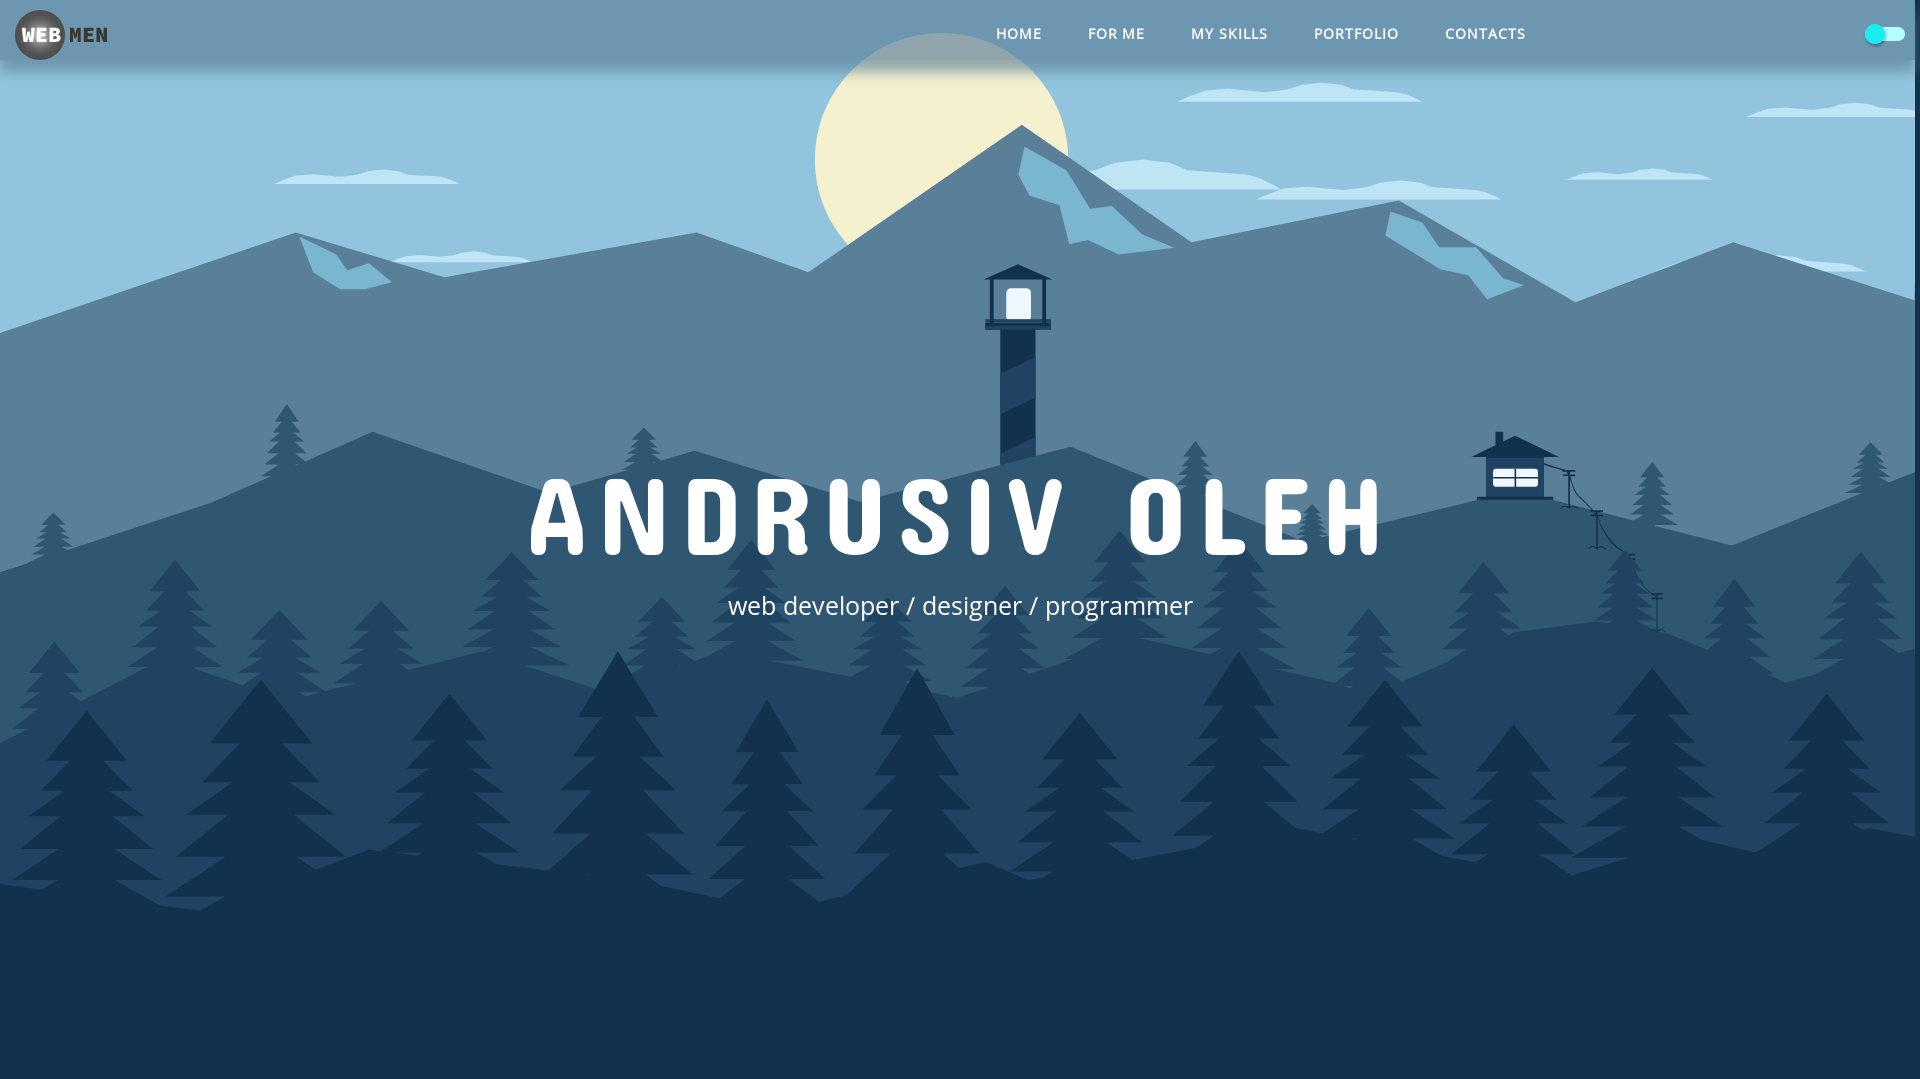 WEB MEN
HOME FOR ME MY SKILLS PORTFOLIO CONTACTS
ANDRUSIV OLEH
web developer / designer / programmer